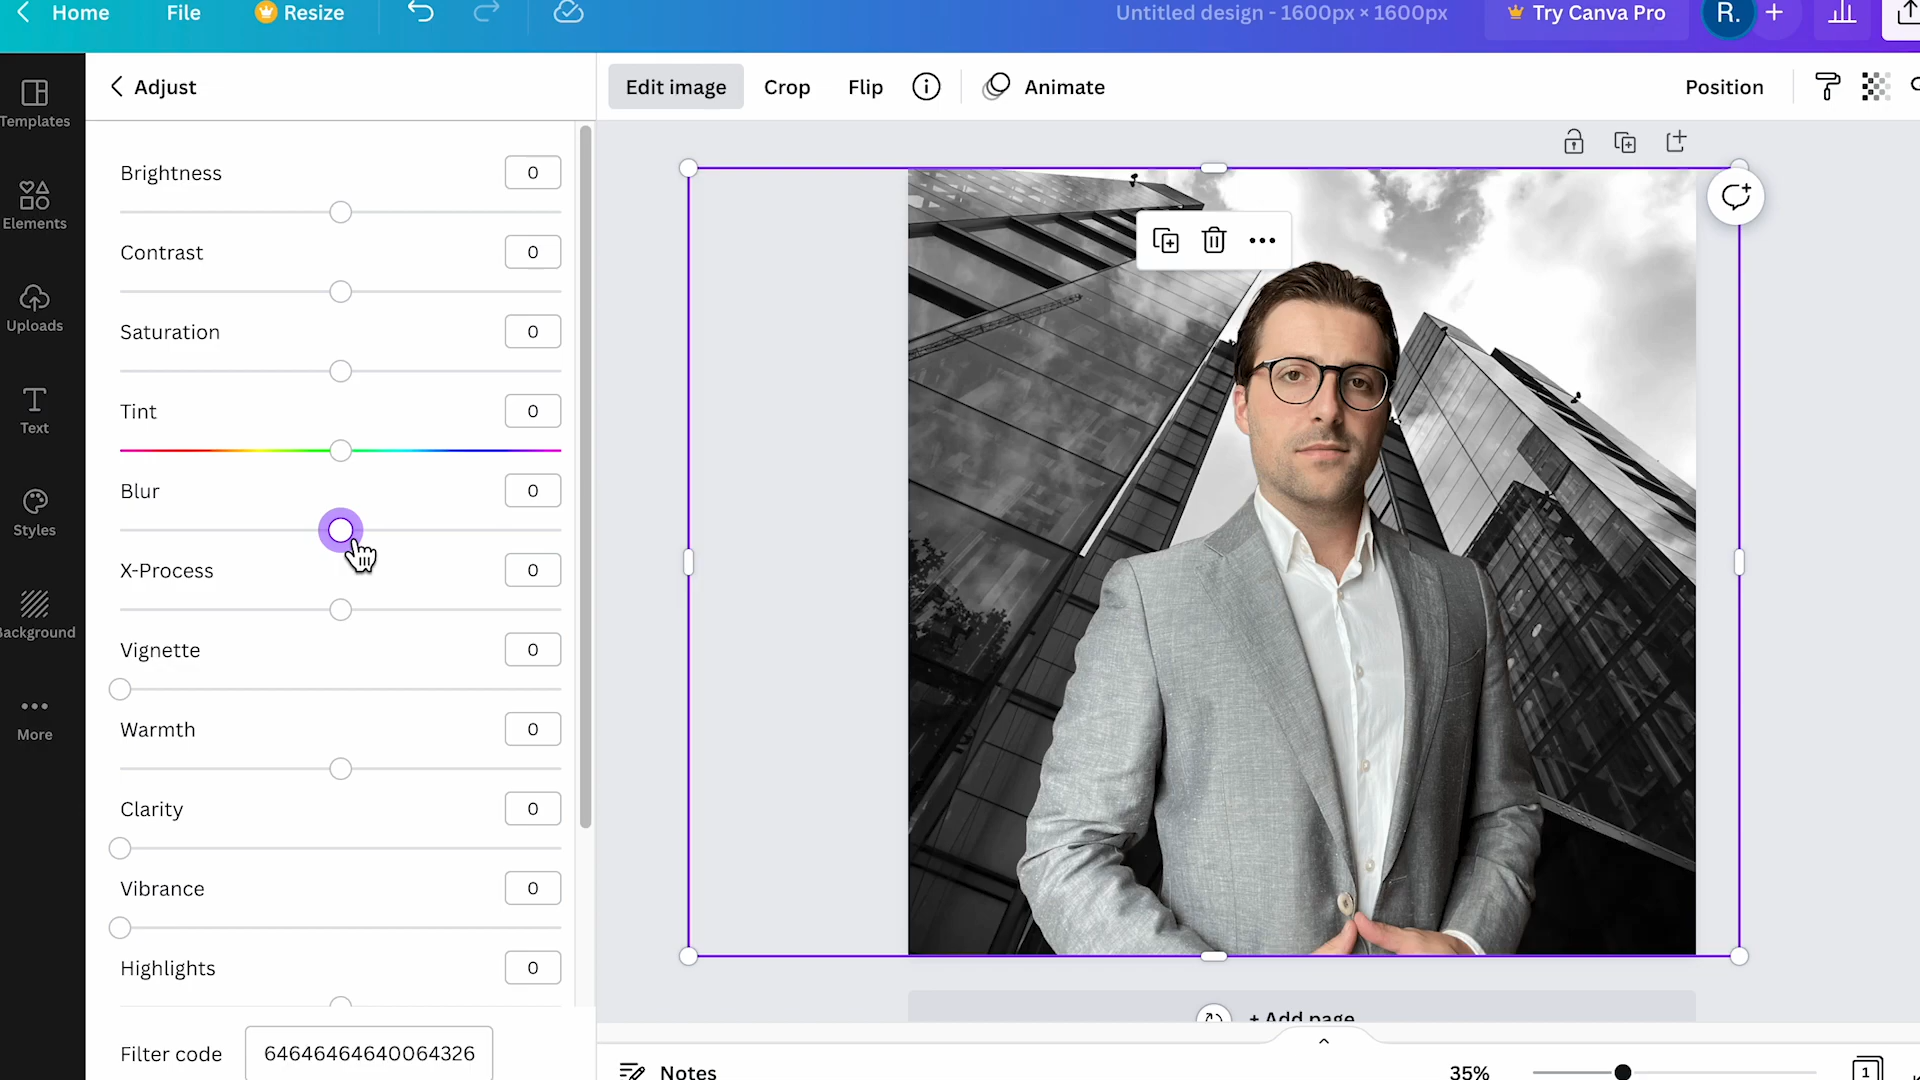 Home File Resize Untitled design - 1600px × 1600px Try Canva Pro R.
Adjust Edit image Crop Flip Animate Position
Templates
Elements
Uploads
Text
Styles
Background
More
Brightness 0
Contrast 0
Saturation 0
Tint 0
Blur 0
X-Process 0
Vignette 0
Warmth 0
Clarity 0
Vibrance 0
Highlights 0
Filter code 64646464640064326
+ Add page
Notes 35% 1